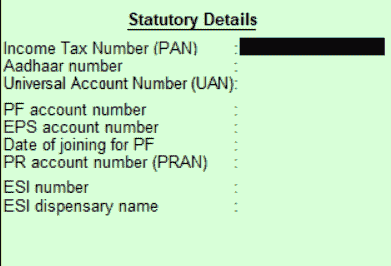 Statutory Details
Income Tax Number (PAN) :
Aadhaar number :
Universal Account Number (UAN):
PF account number :
EPS account number :
Date of joining for PF :
PR account number (PRAN) :
ESI number :
ESI dispensary name :